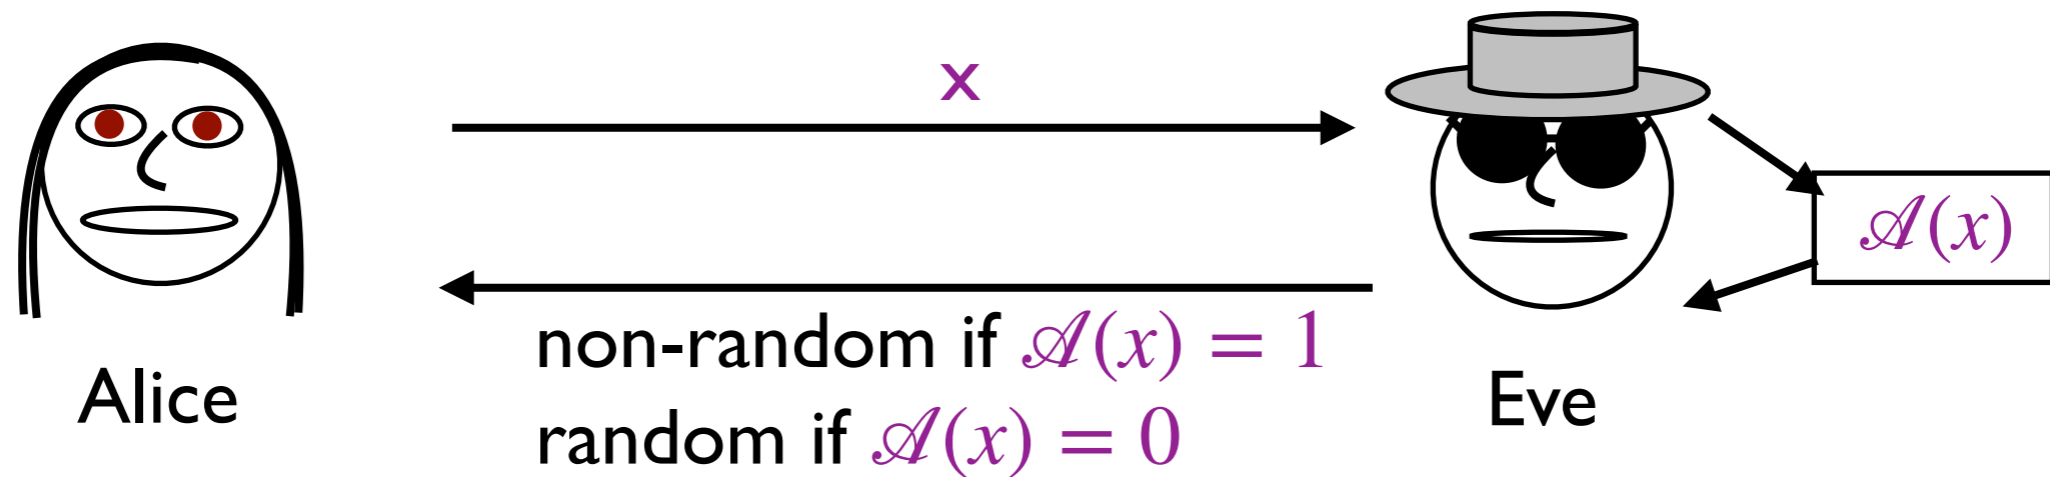 x
𝒜(x)
non-random if 𝒜(x) = 1
random if 𝒜(x) = 0
Alice
Eve